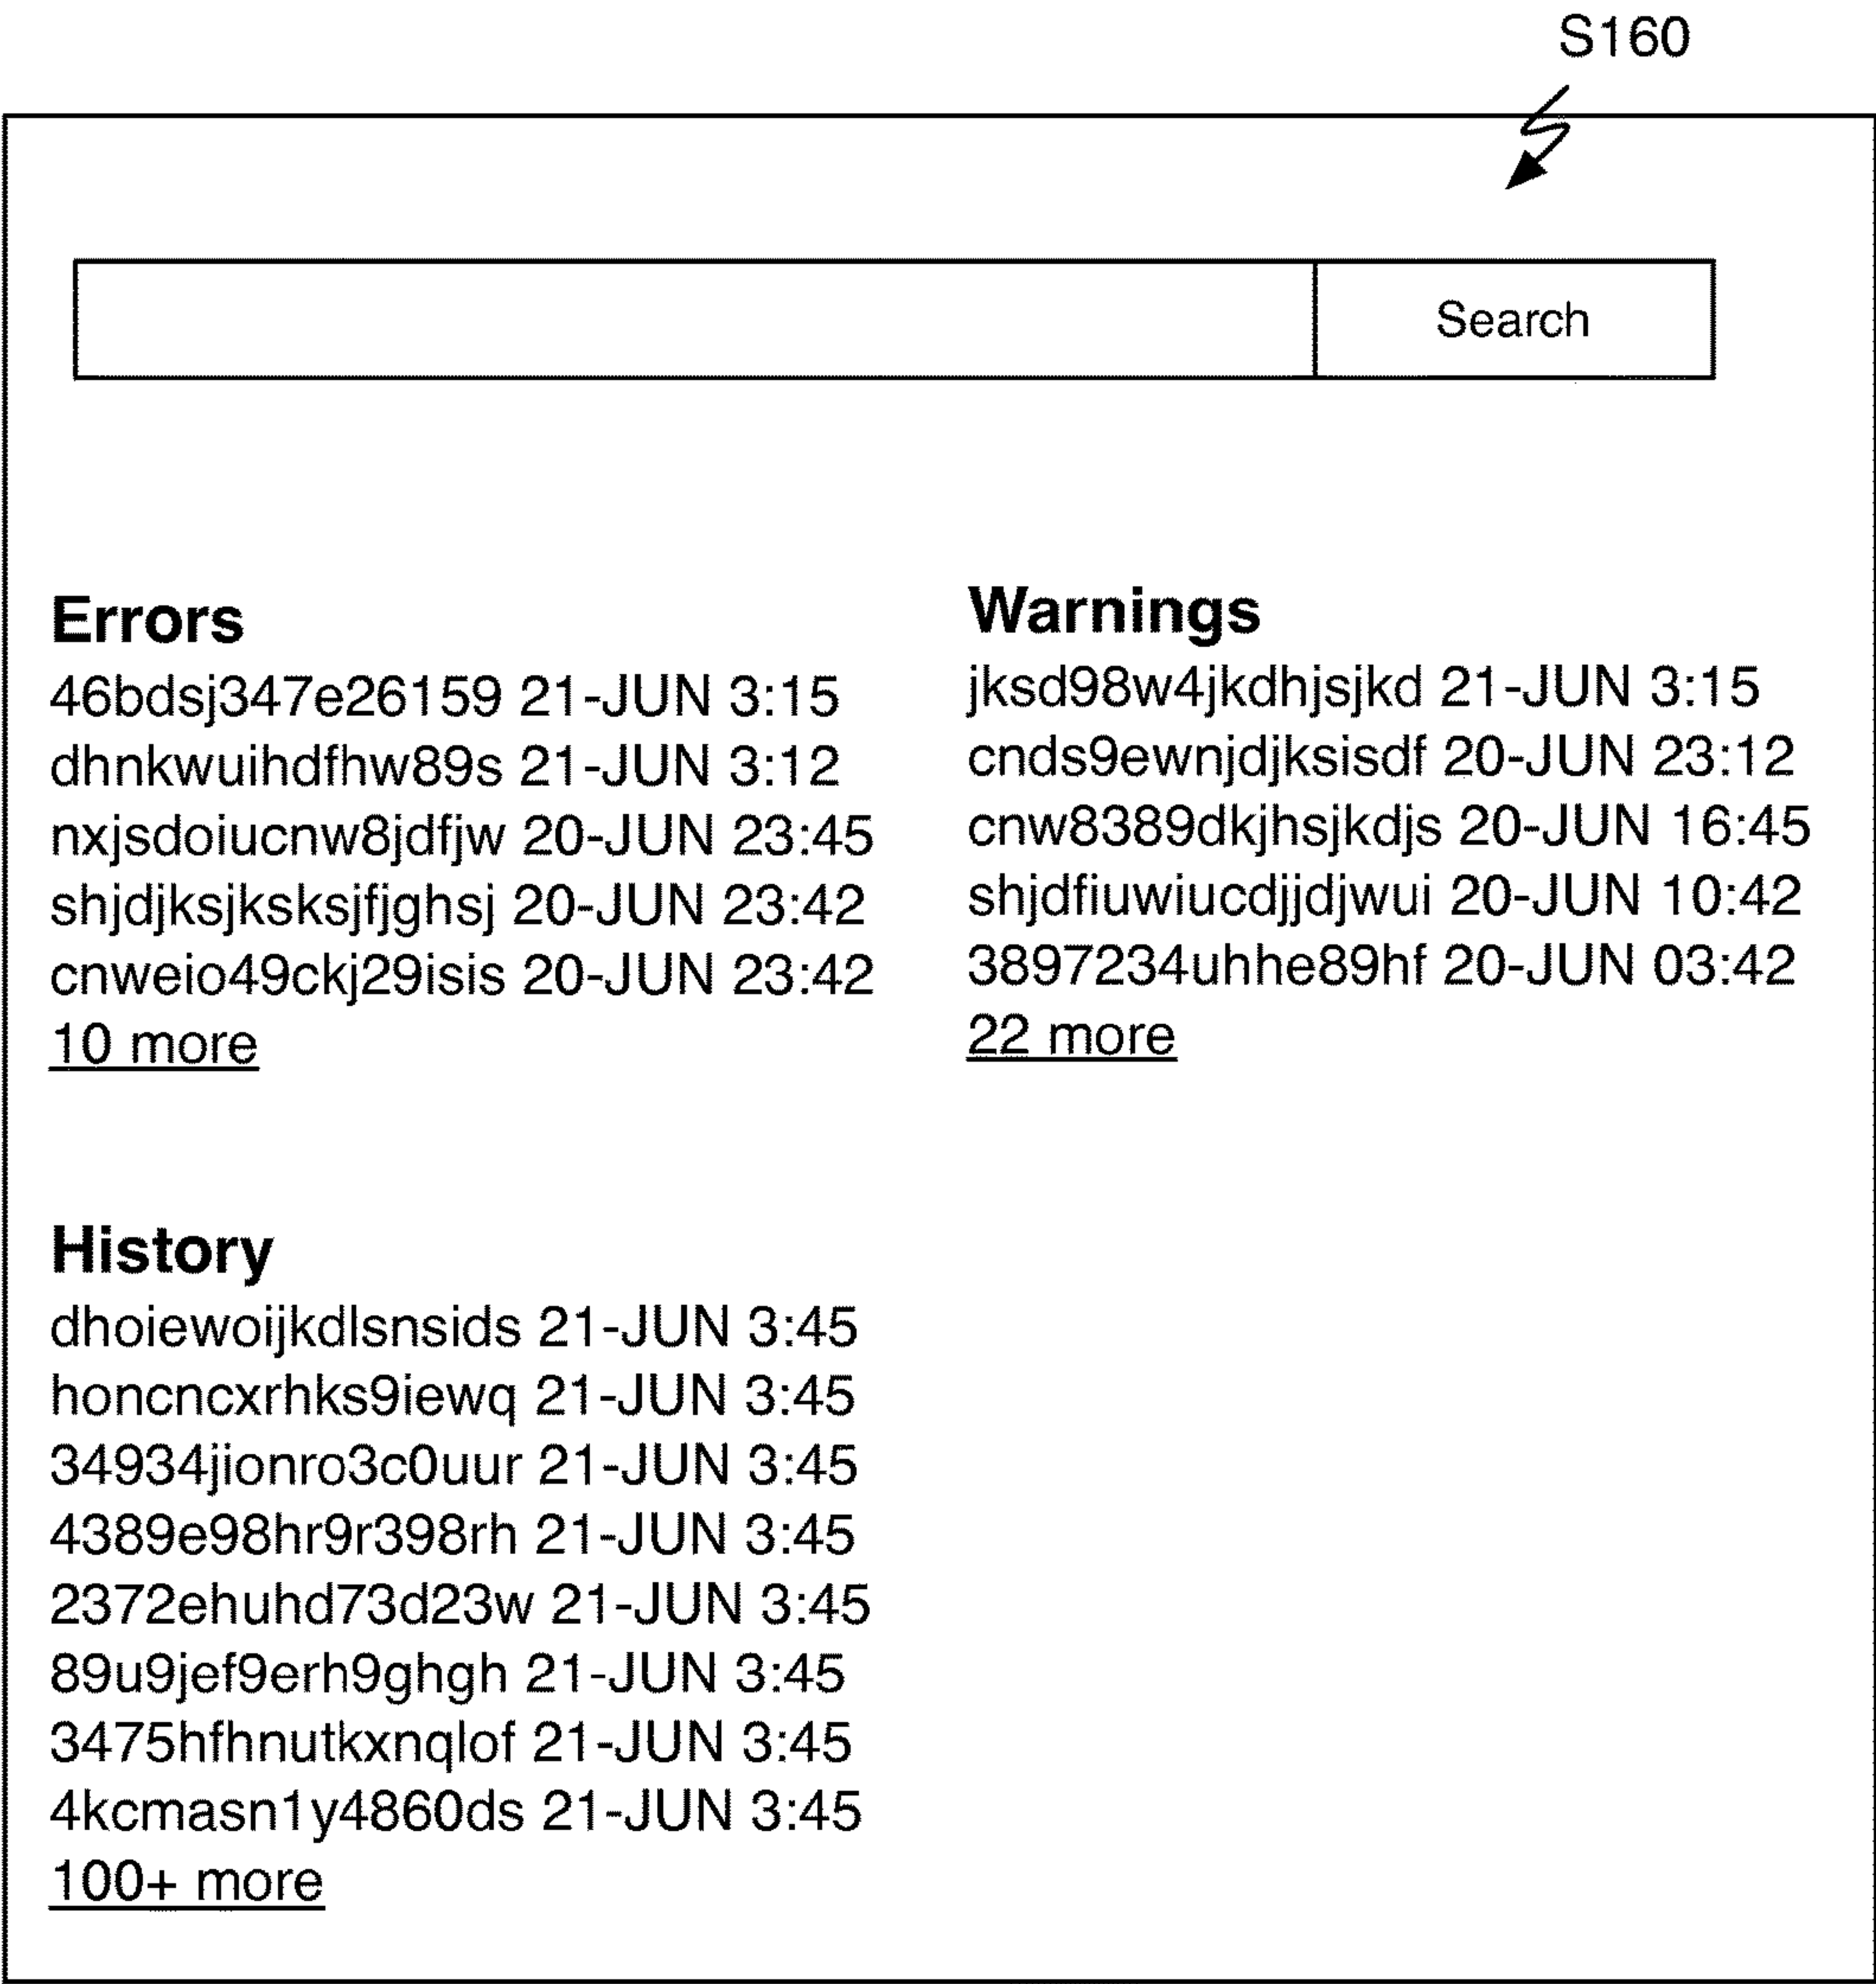 S160
Search
Errors
46bdsj347e26159 21-JUN 3:15
dhnkwuihdfhw89s 21-JUN 3:12
nxjsdoiucnw8jdfjw 20-JUN 23:45
shjdjksjksksjfjghsj 20-JUN 23:42
cnweio49ckj29isis 20-JUN 23:42
10 more
Warnings
jksd98w4jkdhjsjkd 21-JUN 3:15
cnds9ewnjdjksisdf 20-JUN 23:12
cnw8389dkjhsjkdjs 20-JUN 16:45
shjdfiuwiucdjjdjwui 20-JUN 10:42
3897234uhhe89hf 20-JUN 03:42
22 more
History
dhoiewoijkdlsnsids 21-JUN 3:45
honcncxrhks9iewq 21-JUN 3:45
34934jionro3c0uur 21-JUN 3:45
4389e98hr9r398rh 21-JUN 3:45
2372ehuhd73d23w 21-JUN 3:45
89u9jef9erh9ghgh 21-JUN 3:45
3475hfhnutkxnqlof 21-JUN 3:45
4kcmasn1y4860ds 21-JUN 3:45
100+ more